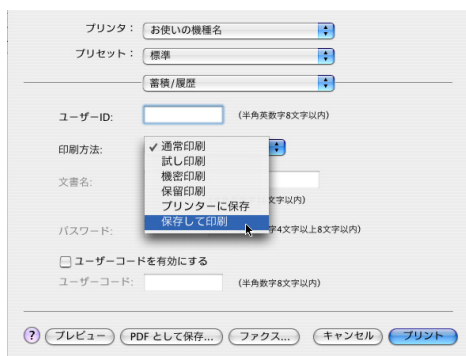 プリンタ： お使いの機種名
プリセット： 標準
蓄積/履歴
ユーザーID: (半角英数字8文字以内)
印刷方法: ✓ 通常印刷
試し印刷
機密印刷
保留印刷
文書名: 文字以内)
プリンターに保存
保存して印刷
パスワード: 字4文字以上8文字以内)
ユーザーコードを有効にする
ユーザーコード: (半角数字8文字以内)
? プレビュー PDF として保存... ファクス... キャンセル プリント